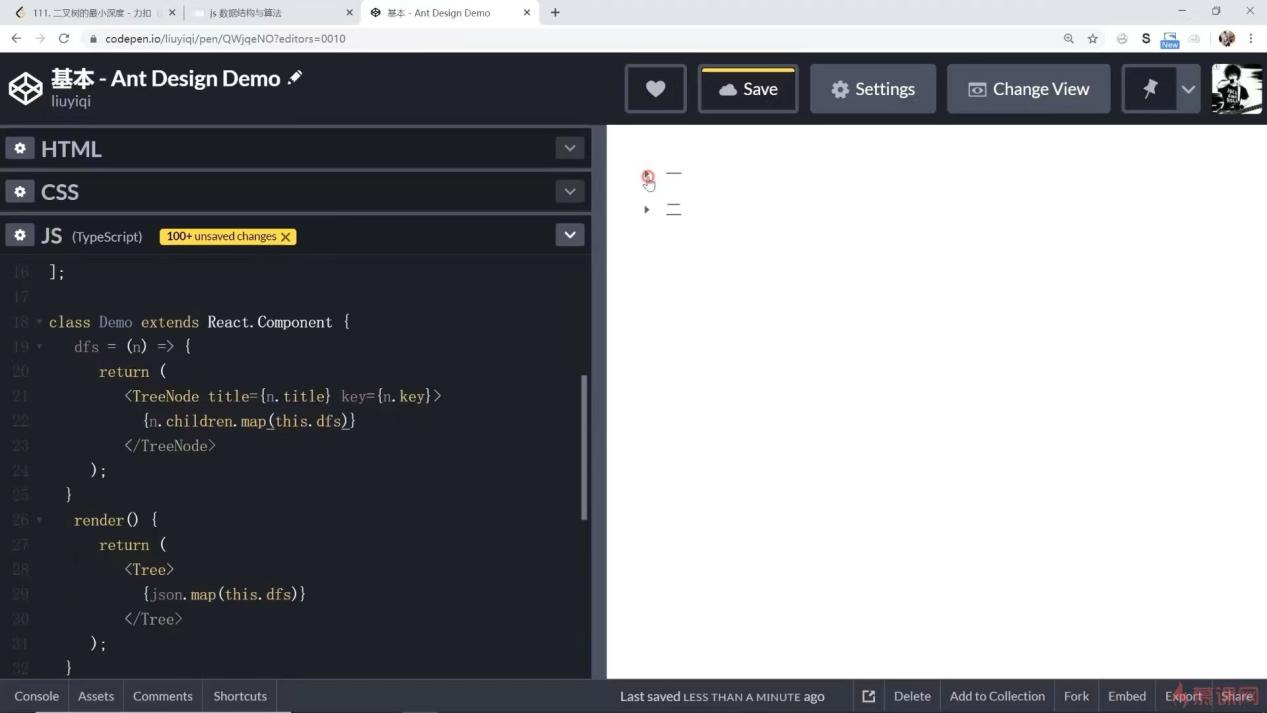 111. 二叉树的最小深度 - 力扣
js 数据结构与算法
基本 - Ant Design Demo
codepen.io/liuyiqi/pen/QWjqeNO?editors=0010
S
New
基本 - Ant Design Demo
liuyiqi
Save
Settings
Change View
HTML
CSS
JS (TypeScript) 100+ unsaved changes
16 ];
17
18 class Demo extends React.Component {
19 dfs = (n) => {
20 return (
21 <TreeNode title={n.title} key={n.key}>
22 {n.children.map(this.dfs)}
23 </TreeNode>
24 );
25 }
26 render() {
27 return (
28 <Tree>
29 {json.map(this.dfs)}
30 </Tree>
31 );
32 }
一
二
Console Assets Comments Shortcuts
Last saved LESS THAN A MINUTE ago
Delete Add to Collection Fork Embed Export Share
慕课网